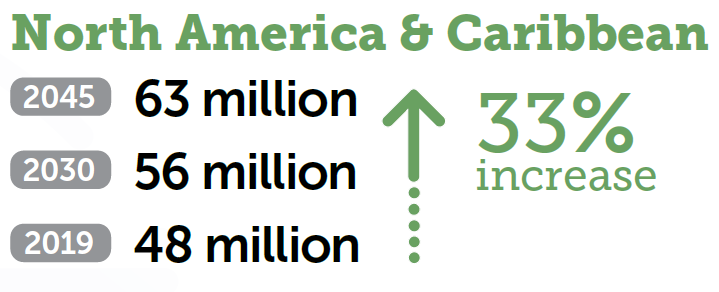 North America & Caribbean
2045 63 million
2030 56 million
2019 48 million
33%
increase